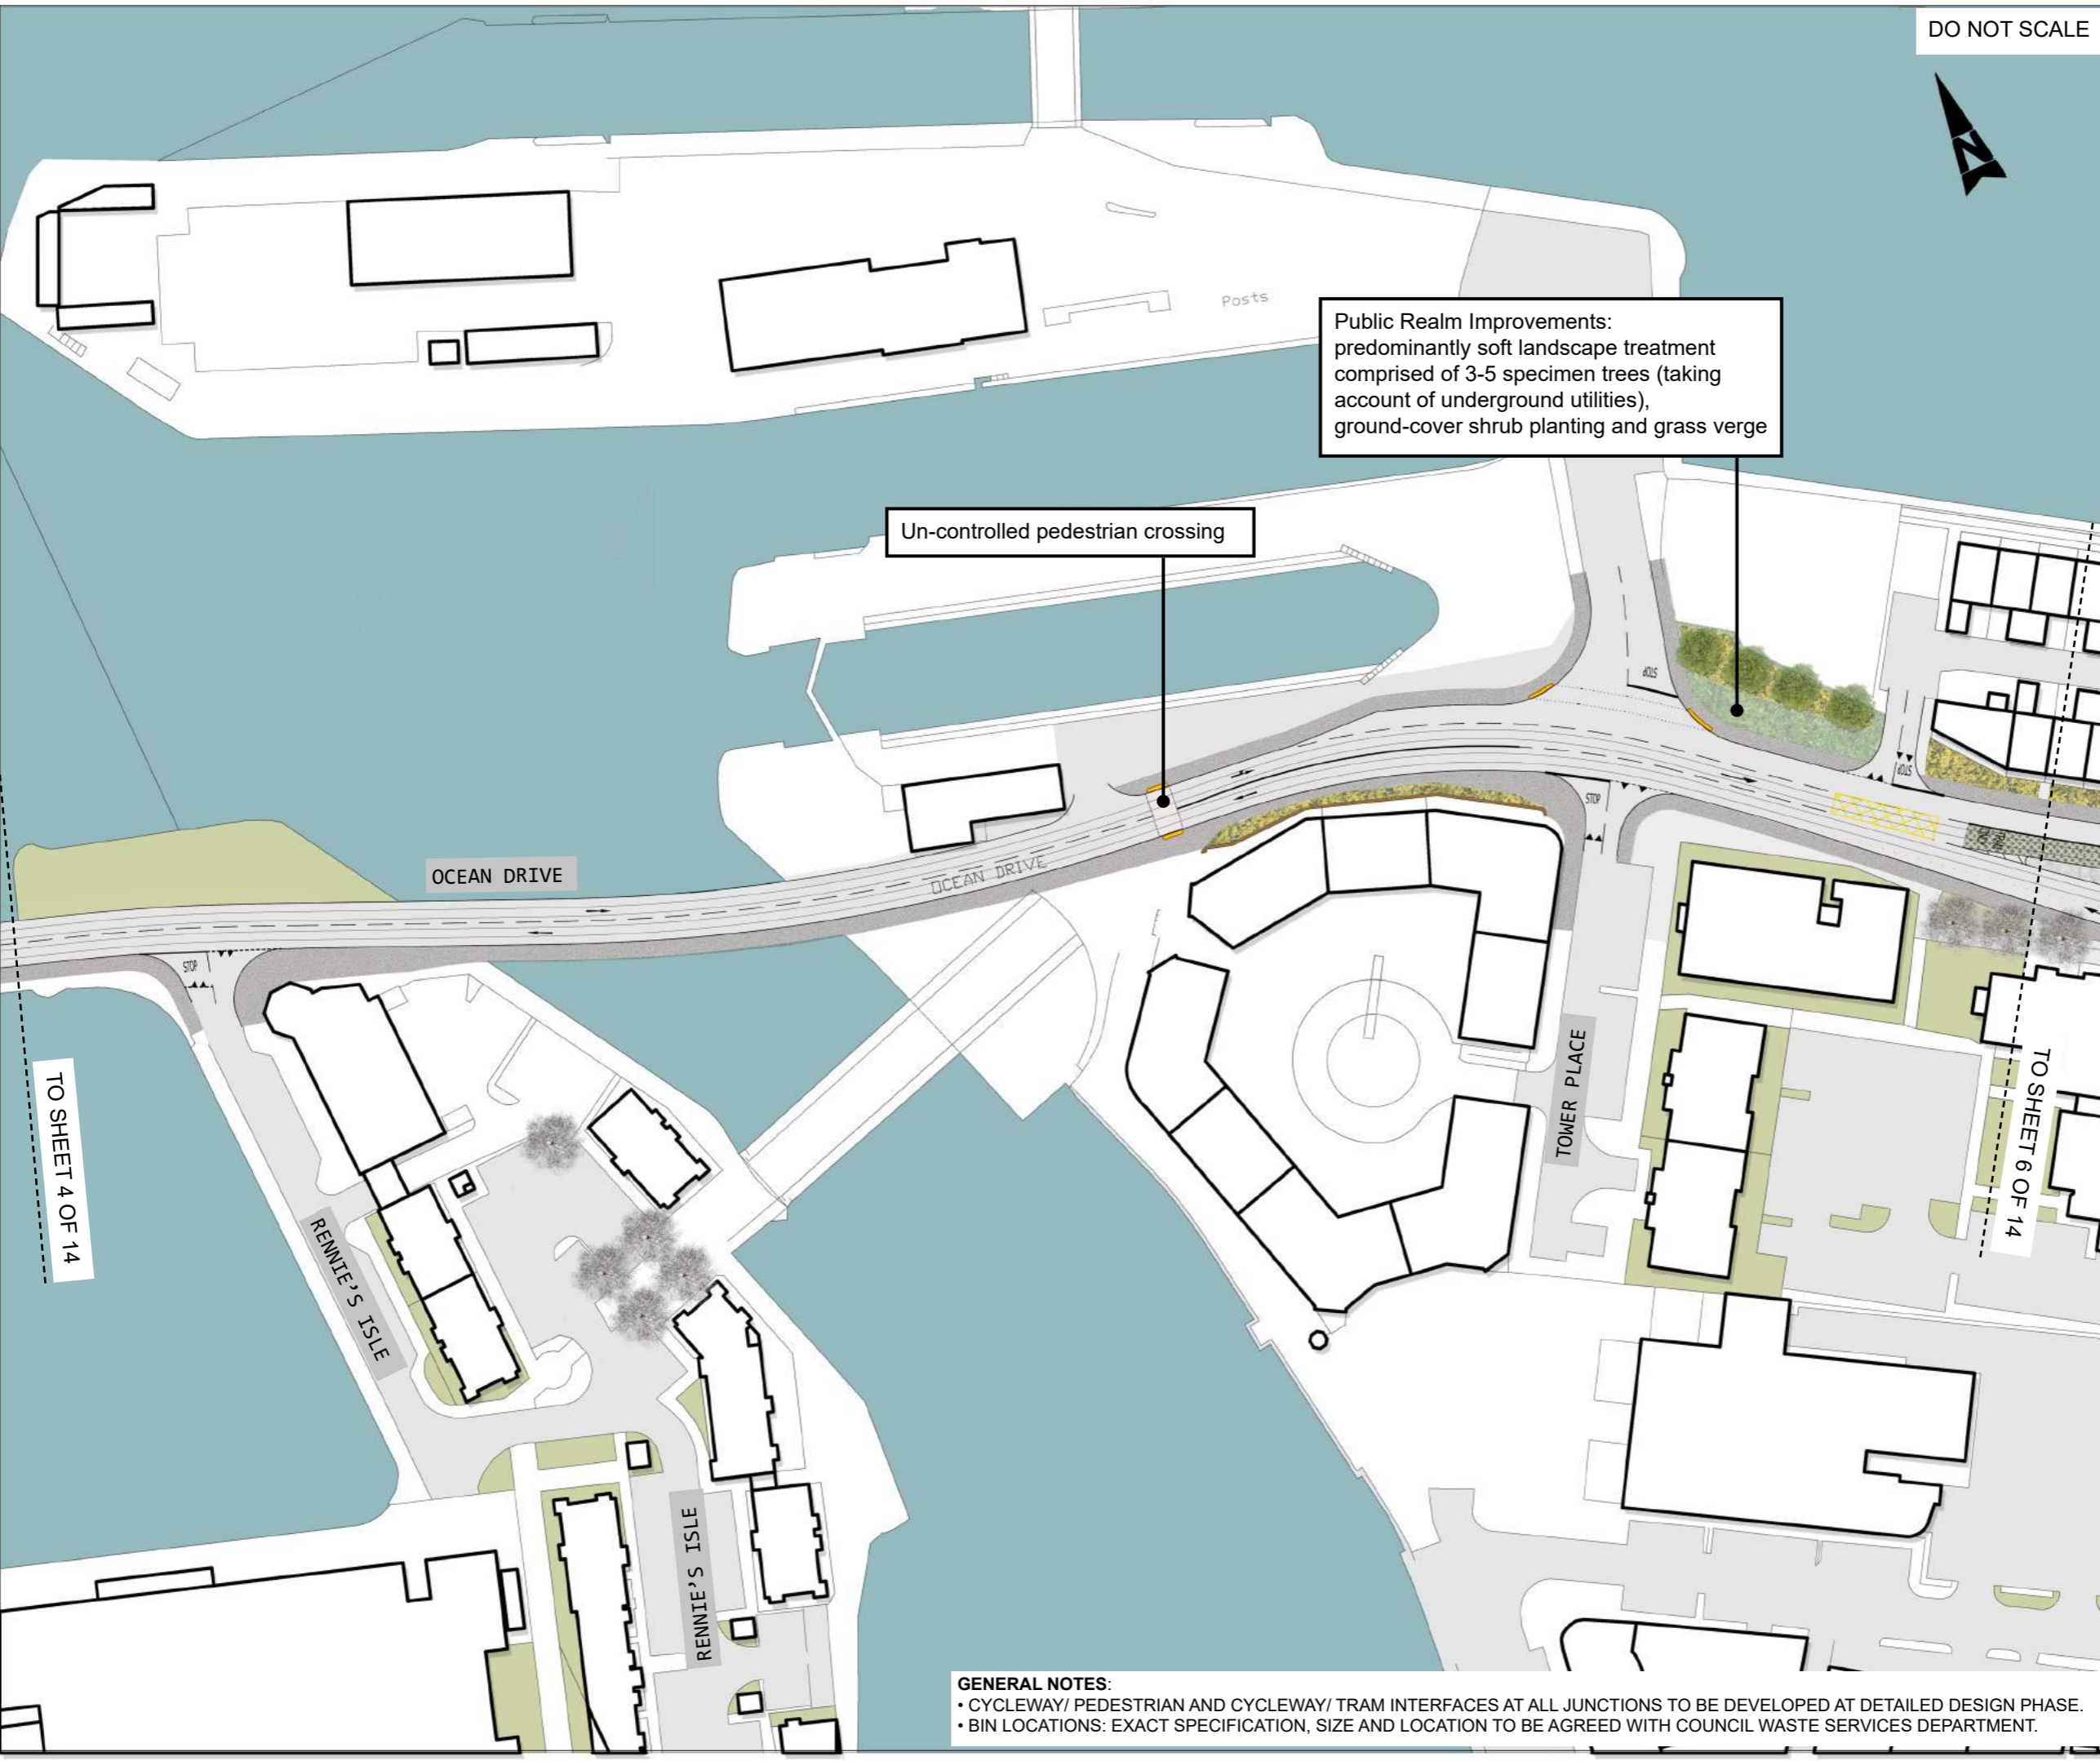 DO NOT SCALE
N
Posts
Public Realm Improvements:
predominantly soft landscape treatment
comprised of 3-5 specimen trees (taking
account of underground utilities),
ground-cover shrub planting and grass verge
Un-controlled pedestrian crossing
STOP
STOP
STOP
OCEAN DRIVE
OCEAN DRIVE
STOP
TOWER PLACE
TO SHEET 4 OF 14
TO SHEET 6 OF 14
RENNIE'S ISLE
RENNIE'S ISLE
GENERAL NOTES:
• CYCLEWAY/ PEDESTRIAN AND CYCLEWAY/ TRAM INTERFACES AT ALL JUNCTIONS TO BE DEVELOPED AT DETAILED DESIGN PHASE.
• BIN LOCATIONS: EXACT SPECIFICATION, SIZE AND LOCATION TO BE AGREED WITH COUNCIL WASTE SERVICES DEPARTMENT.